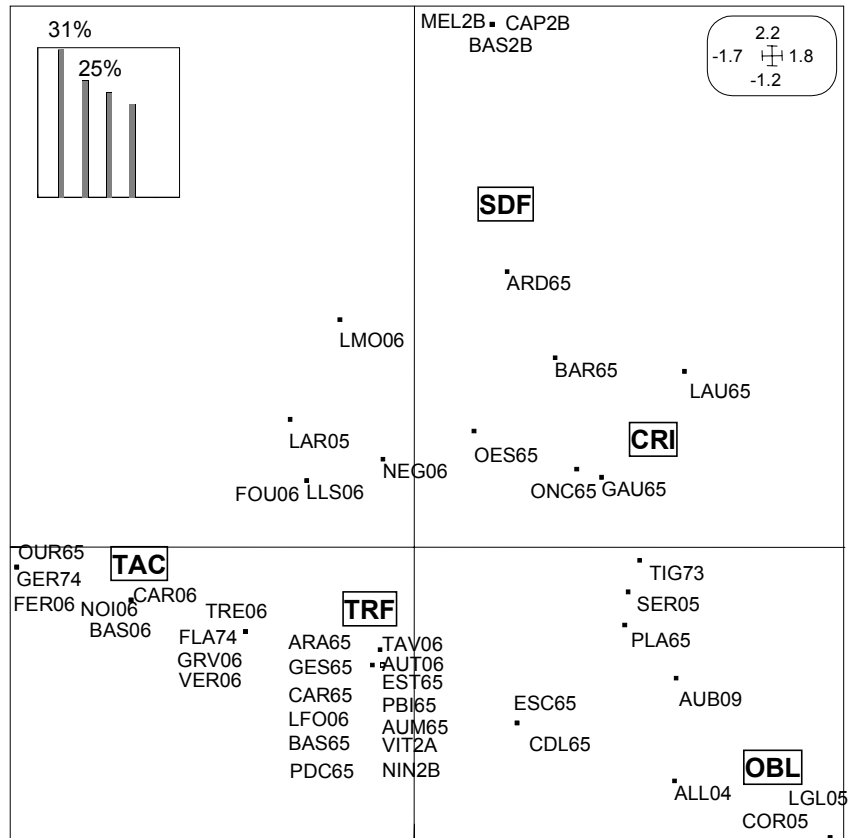 31%
25%
MEL2B CAP2B
BAS2B
2.2
-1.7 1.8
-1.2
SDF
ARD65
LMO06
BAR65
LAU65
LAR05
CRI
OES65
NEG06
FOU06 LLS06
ONC65 GAU65
OUR65
TAC
GER74
TIG73
FER06 NOI06 CAR06
SER05
BAS06
TRE06
TRF
FLA74
PLA65
ARA65 TAV06
GRV06
GES65 AUT06
VER06
EST65
CAR65 PBI65
ESC65
AUB09
LFO06 AUM65
BAS65 VIT2A
CDL65
PDC65 NIN2B
OBL
ALL04
LGL05
COR05